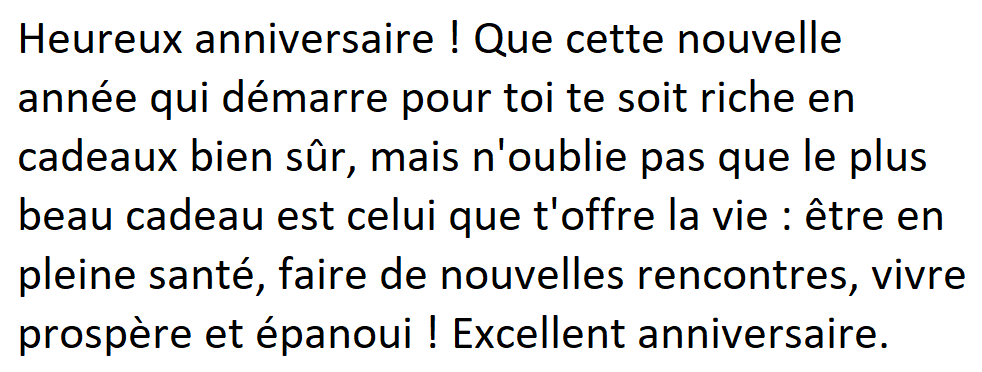 Heureux anniversaire ! Que cette nouvelle
année qui démarre pour toi te soit riche en
cadeaux bien sûr, mais n'oublie pas que le plus
beau cadeau est celui que t'offre la vie : être en
pleine santé, faire de nouvelles rencontres, vivre
prospère et épanoui ! Excellent anniversaire.